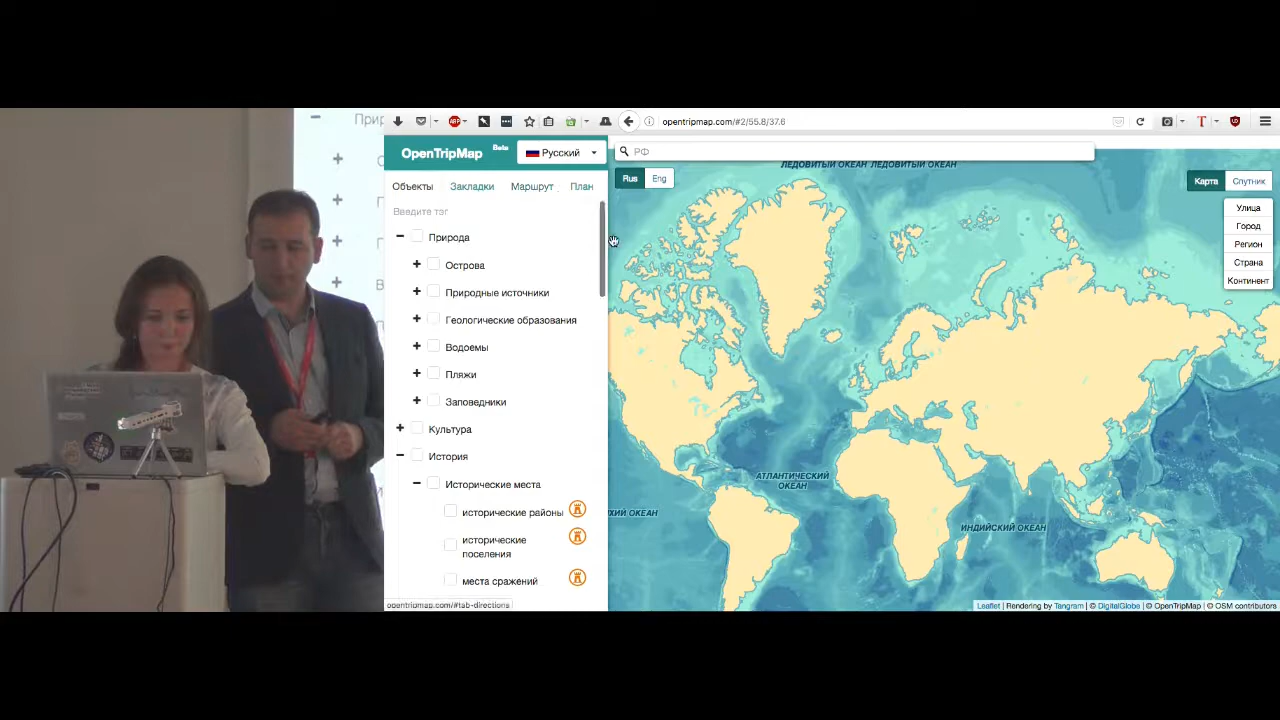 При
opentripmap.com/#2/55.8/37.6
OpenTripMap
Beta
Русский
РФ
Объекты
Закладки
Маршрут
План
Rus
Eng
Карта
Спутник
Введите тэг
Улица
Город
Регион
Страна
Континент
Природа
Острова
Природные источники
Геологические образования
Водоемы
Пляжи
Заповедники
Культура
История
Исторические места
исторические районы
исторические
поселения
места сражений
opentripmap.com/#tab-directions
ЛЕДОВИТЫЙ ОКЕАН
ЛЕДОВИТЫЙ ОКЕАН
АТЛАНТИЧЕСКИЙ
ОКЕАН
ХИЙ ОКЕАН
ИНДИЙСКИЙ ОКЕАН
Leaflet | Rendering by Tangram | © DigitalGlobe | © OpenTripMap | © OSM contributors